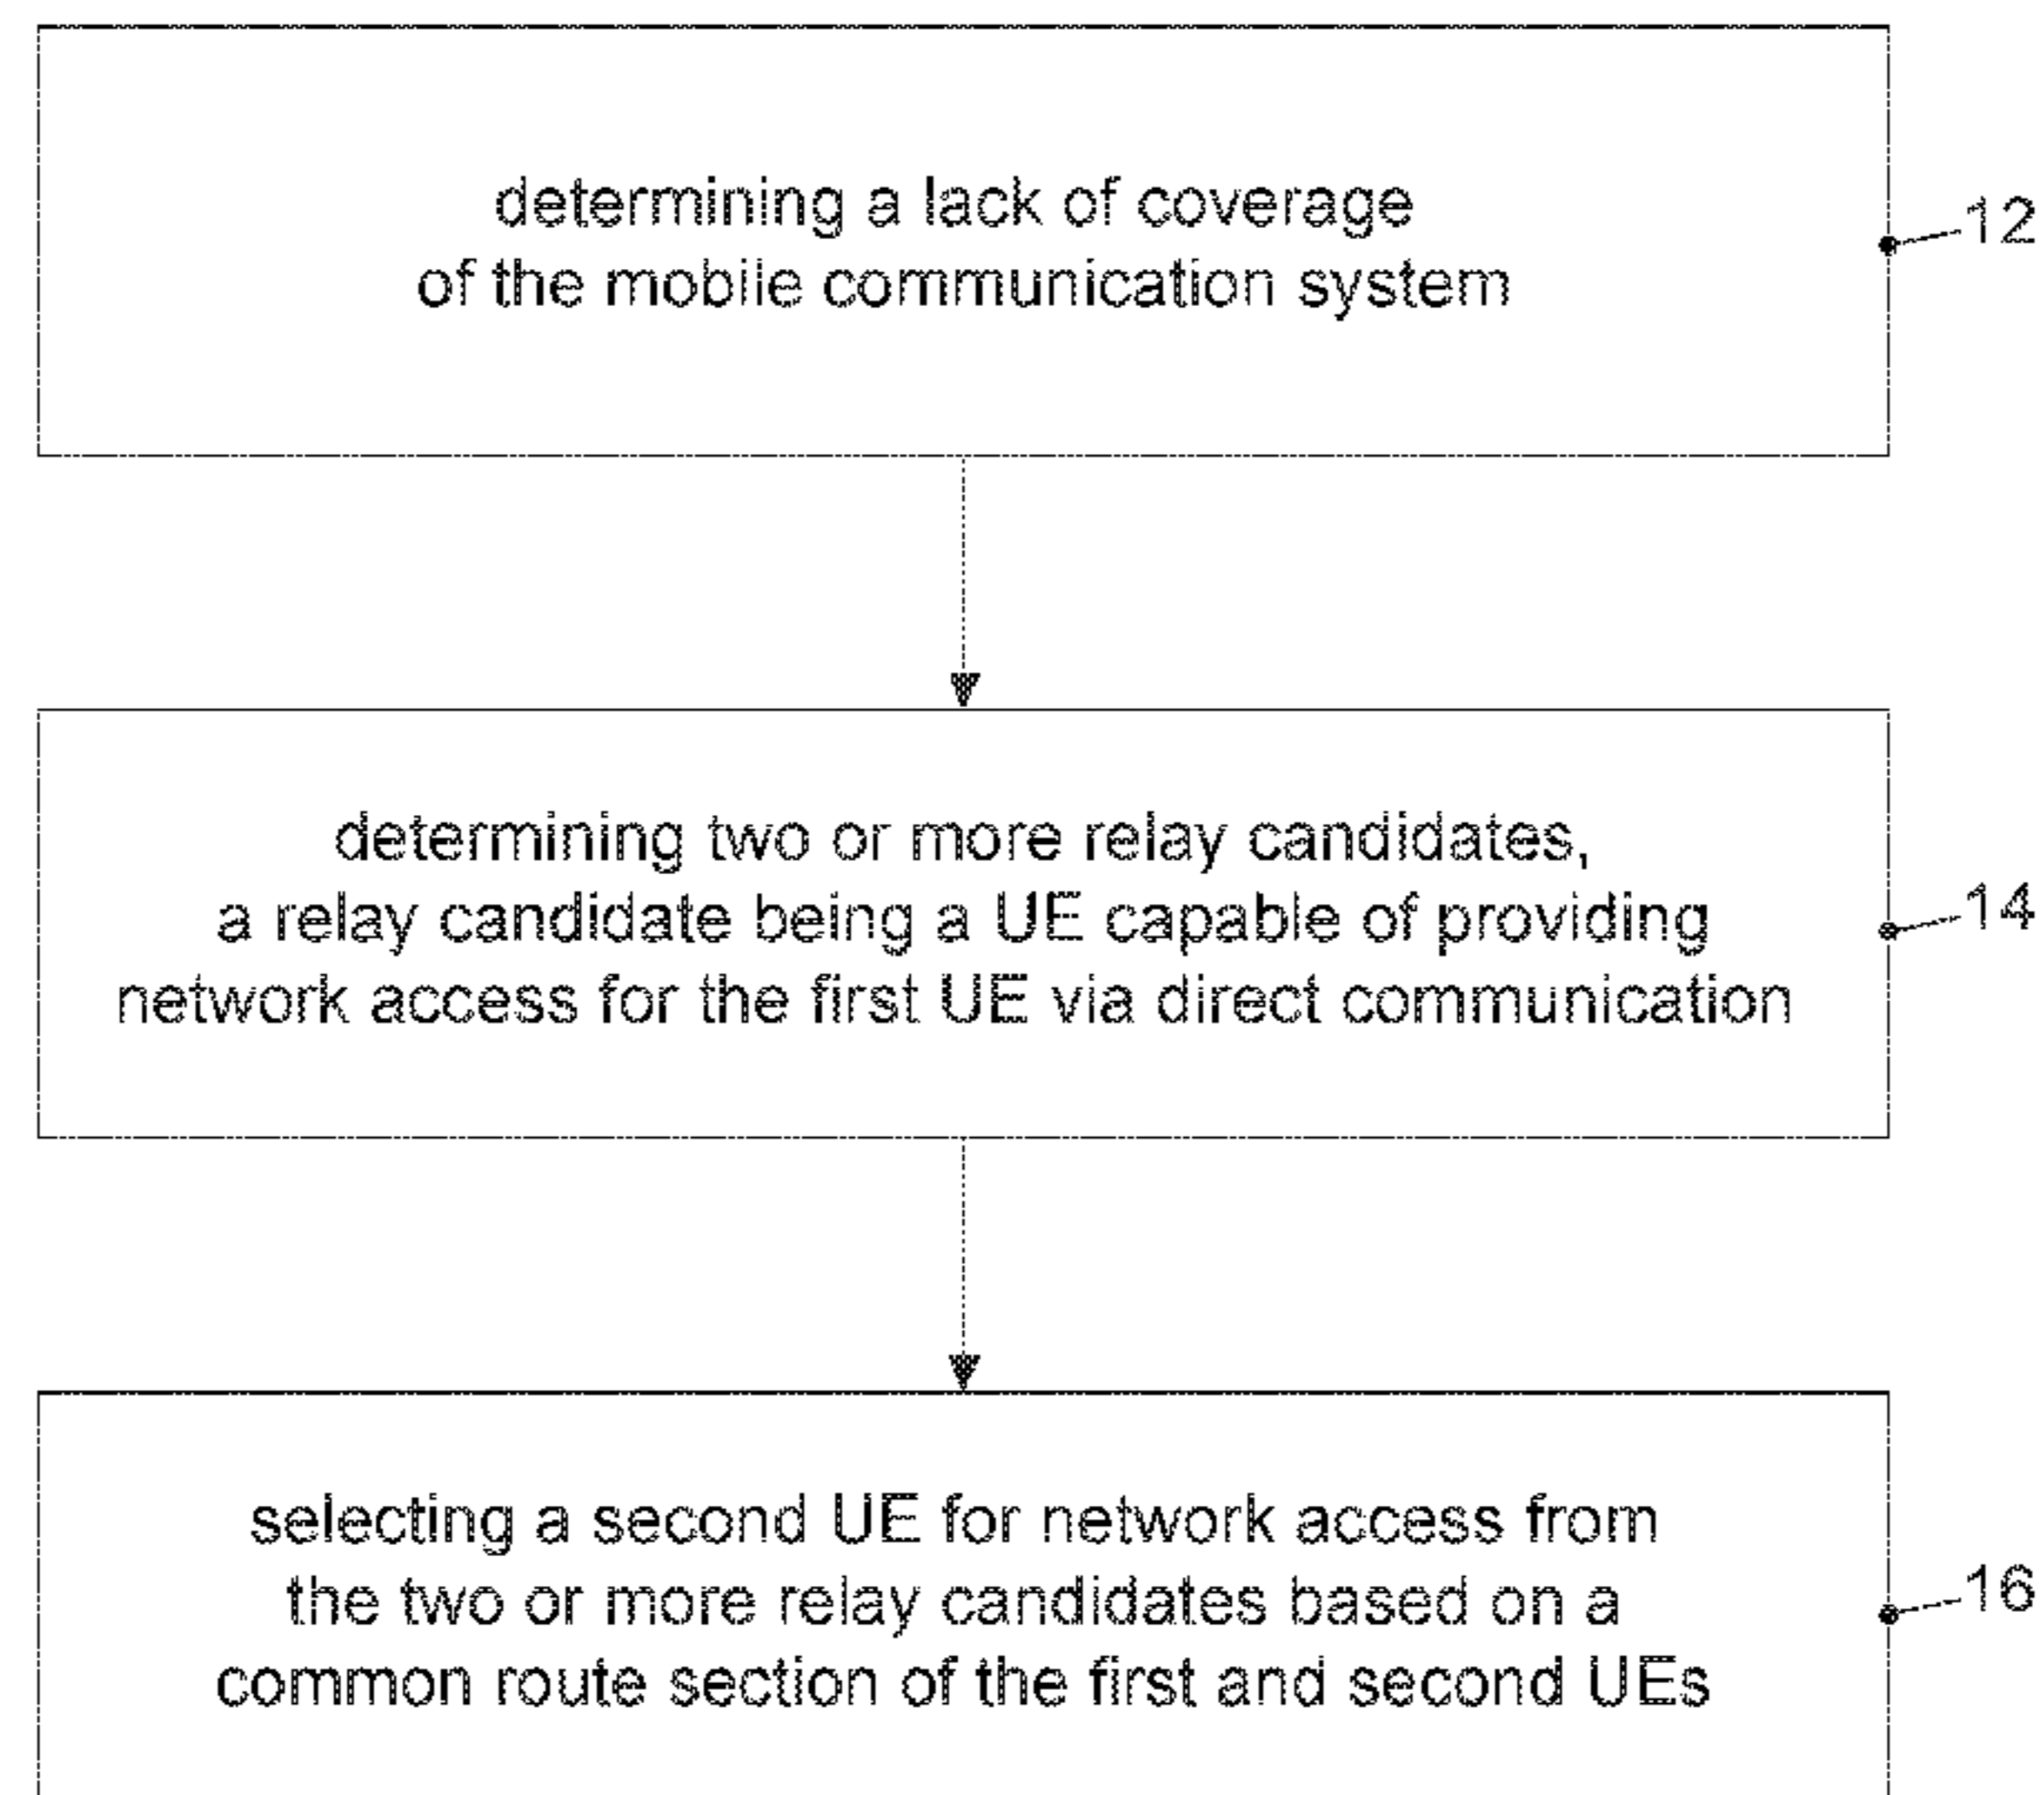 determining a lack of coverage
of the mobile communication system
12
determining two or more relay candidates,
a relay candidate being a UE capable of providing
network access for the first UE via direct communication
14
selecting a second UE for network access from
the two or more relay candidates based on a
common route section of the first and second UEs
16